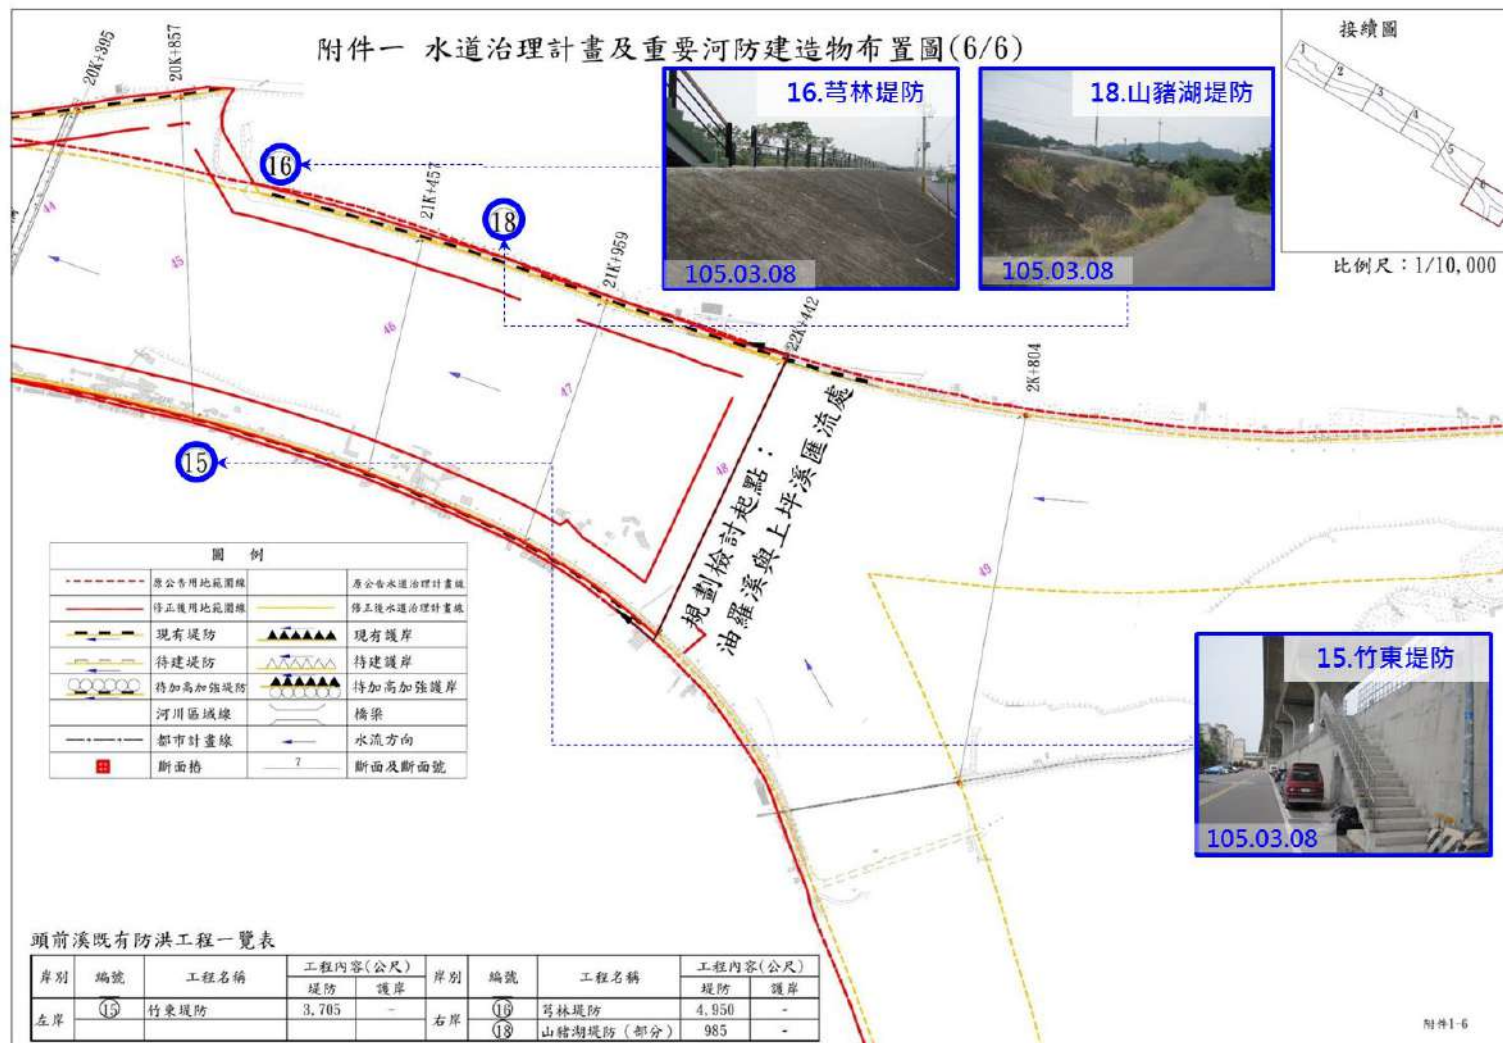 附件一 水道治理計畫及重要河防建造物布置圖(6/6)
接續圖
1
2
3
4
5
6
比例尺：1/10,000
16.芎林堤防
105.03.08
18.山豬湖堤防
105.03.08
20K+395
20K+857
21K+457
21K+959
22K+442
2K+804
16
18
15
44
45
46
47
48
49
規劃檢討起點：
油羅溪與上坪溪匯流處
15.竹東堤防
105.03.08
圖 例
原公告用地範圍線 原公告水道治理計畫線
修正後用地範圍線 修正後水道治理計畫線
現有堤防 現有護岸
待建堤防 待建護岸
待加高加強堤防 待加高加強護岸
河川區域線 橋梁
都市計畫線 水流方向
斷面樁 7 斷面及斷面號
頭前溪既有防洪工程一覽表
岸別 編號 工程名稱 工程內容(公尺) 岸別 編號 工程名稱 工程內容(公尺)
堤防 護岸 堤防 護岸
左岸 15 竹東堤防 3,705 - 右岸 16 芎林堤防 4,950 -
18 山豬湖堤防（部分） 985 -
附件1-6